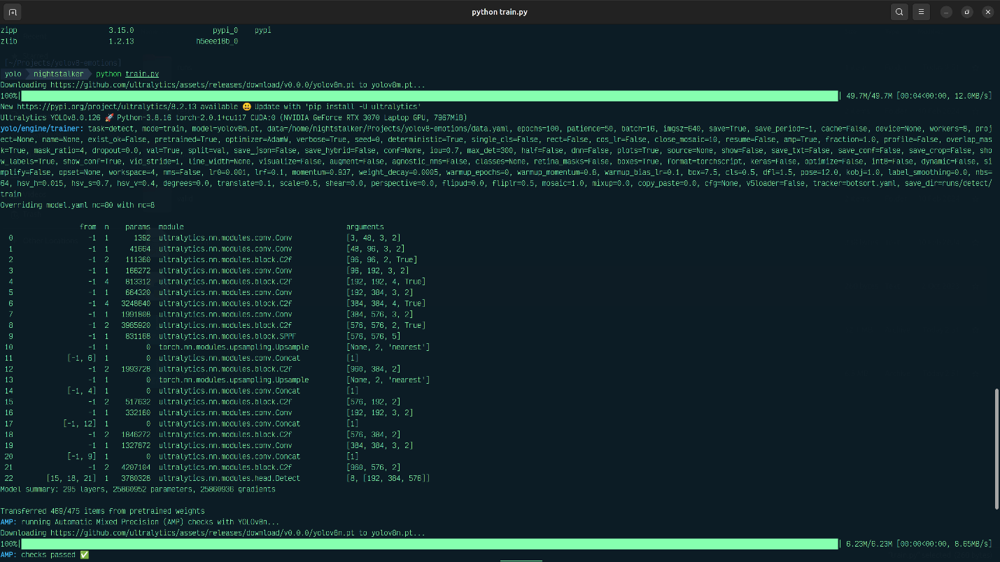 python train.py
zipp 3.15.0 pypi_0 pypi
zlib 1.2.13 h5eee18b_0
[~/Projects/yolov8-emotions]
yolo nightstalker python train.py
Downloading https://github.com/ultralytics/assets/releases/download/v0.0.0/yolov8m.pt to yolov8m.pt...
100%| | 49.7M/49.7M [00:04<00:00, 12.0MB/s]
New https://pypi.org/project/ultralytics/8.2.13 available 😃 Update with 'pip install -U ultralytics'
Ultralytics YOLOv8.0.126 🚀 Python-3.8.16 torch-2.0.1+cu117 CUDA:0 (NVIDIA GeForce RTX 3070 Laptop GPU, 7967MiB)
yolo/engine/trainer: task=detect, mode=train, model=yolov8m.pt, data=/home/nightstalker/Projects/yolov8-emotions/data.yaml, epochs=100, patience=50, batch=16, imgsz=640, save=True, save_period=-1, cache=False, device=None, workers=8, proj
ect=None, name=None, exist_ok=False, pretrained=True, optimizer=AdamW, verbose=True, seed=0, deterministic=True, single_cls=False, rect=False, cos_lr=False, close_mosaic=10, resume=False, amp=True, fraction=1.0, profile=False, overlap_mas
k=True, mask_ratio=4, dropout=0.0, val=True, split=val, save_json=False, save_hybrid=False, conf=None, iou=0.7, max_det=300, half=False, dnn=False, plots=True, source=None, show=False, save_txt=False, save_conf=False, save_crop=False, sho
w_labels=True, show_conf=True, vid_stride=1, line_width=None, visualize=False, augment=False, agnostic_nms=False, classes=None, retina_masks=False, boxes=True, format=torchscript, keras=False, optimize=False, int8=False, dynamic=False, si
mplify=False, opset=None, workspace=4, nms=False, lr0=0.001, lrf=0.1, momentum=0.937, weight_decay=0.0005, warmup_epochs=0, warmup_momentum=0.8, warmup_bias_lr=0.1, box=7.5, cls=0.5, dfl=1.5, pose=12.0, kobj=1.0, label_smoothing=0.0, nbs=
64, hsv_h=0.015, hsv_s=0.7, hsv_v=0.4, degrees=0.0, translate=0.1, scale=0.5, shear=0.0, perspective=0.0, flipud=0.0, fliplr=0.5, mosaic=1.0, mixup=0.0, copy_paste=0.0, cfg=None, v5loader=False, tracker=botsort.yaml, save_dir=runs/detect/
train
Overriding model.yaml nc=80 with nc=8
from n params module arguments
0 -1 1 1392 ultralytics.nn.modules.conv.Conv [3, 48, 3, 2]
1 -1 1 41664 ultralytics.nn.modules.conv.Conv [48, 96, 3, 2]
2 -1 2 111360 ultralytics.nn.modules.block.C2f [96, 96, 2, True]
3 -1 1 166272 ultralytics.nn.modules.conv.Conv [96, 192, 3, 2]
4 -1 4 813312 ultralytics.nn.modules.block.C2f [192, 192, 4, True]
5 -1 1 664320 ultralytics.nn.modules.conv.Conv [192, 384, 3, 2]
6 -1 4 3248640 ultralytics.nn.modules.block.C2f [384, 384, 4, True]
7 -1 1 1991808 ultralytics.nn.modules.conv.Conv [384, 576, 3, 2]
8 -1 2 3985920 ultralytics.nn.modules.block.C2f [576, 576, 2, True]
9 -1 1 831168 ultralytics.nn.modules.block.SPPF [576, 576, 5]
10 -1 1 0 torch.nn.modules.upsampling.Upsample [None, 2, 'nearest']
11 [-1, 6] 1 0 ultralytics.nn.modules.conv.Concat [1]
12 -1 2 1993728 ultralytics.nn.modules.block.C2f [960, 384, 2]
13 -1 1 0 torch.nn.modules.upsampling.Upsample [None, 2, 'nearest']
14 [-1, 4] 1 0 ultralytics.nn.modules.conv.Concat [1]
15 -1 2 517632 ultralytics.nn.modules.block.C2f [576, 192, 2]
16 -1 1 332160 ultralytics.nn.modules.conv.Conv [192, 192, 3, 2]
17 [-1, 12] 1 0 ultralytics.nn.modules.conv.Concat [1]
18 -1 2 1846272 ultralytics.nn.modules.block.C2f [576, 384, 2]
19 -1 1 1327872 ultralytics.nn.modules.conv.Conv [384, 384, 3, 2]
20 [-1, 9] 1 0 ultralytics.nn.modules.conv.Concat [1]
21 -1 2 4207104 ultralytics.nn.modules.block.C2f [960, 576, 2]
22 [15, 18, 21] 1 3780328 ultralytics.nn.modules.head.Detect [8, [192, 384, 576]]
Model summary: 295 layers, 25860952 parameters, 25860936 gradients
Transferred 469/475 items from pretrained weights
AMP: running Automatic Mixed Precision (AMP) checks with YOLOv8n...
Downloading https://github.com/ultralytics/assets/releases/download/v0.0.0/yolov8n.pt to yolov8n.pt...
100%| | 6.23M/6.23M [00:00<00:00, 8.65MB/s]
AMP: checks passed ✅